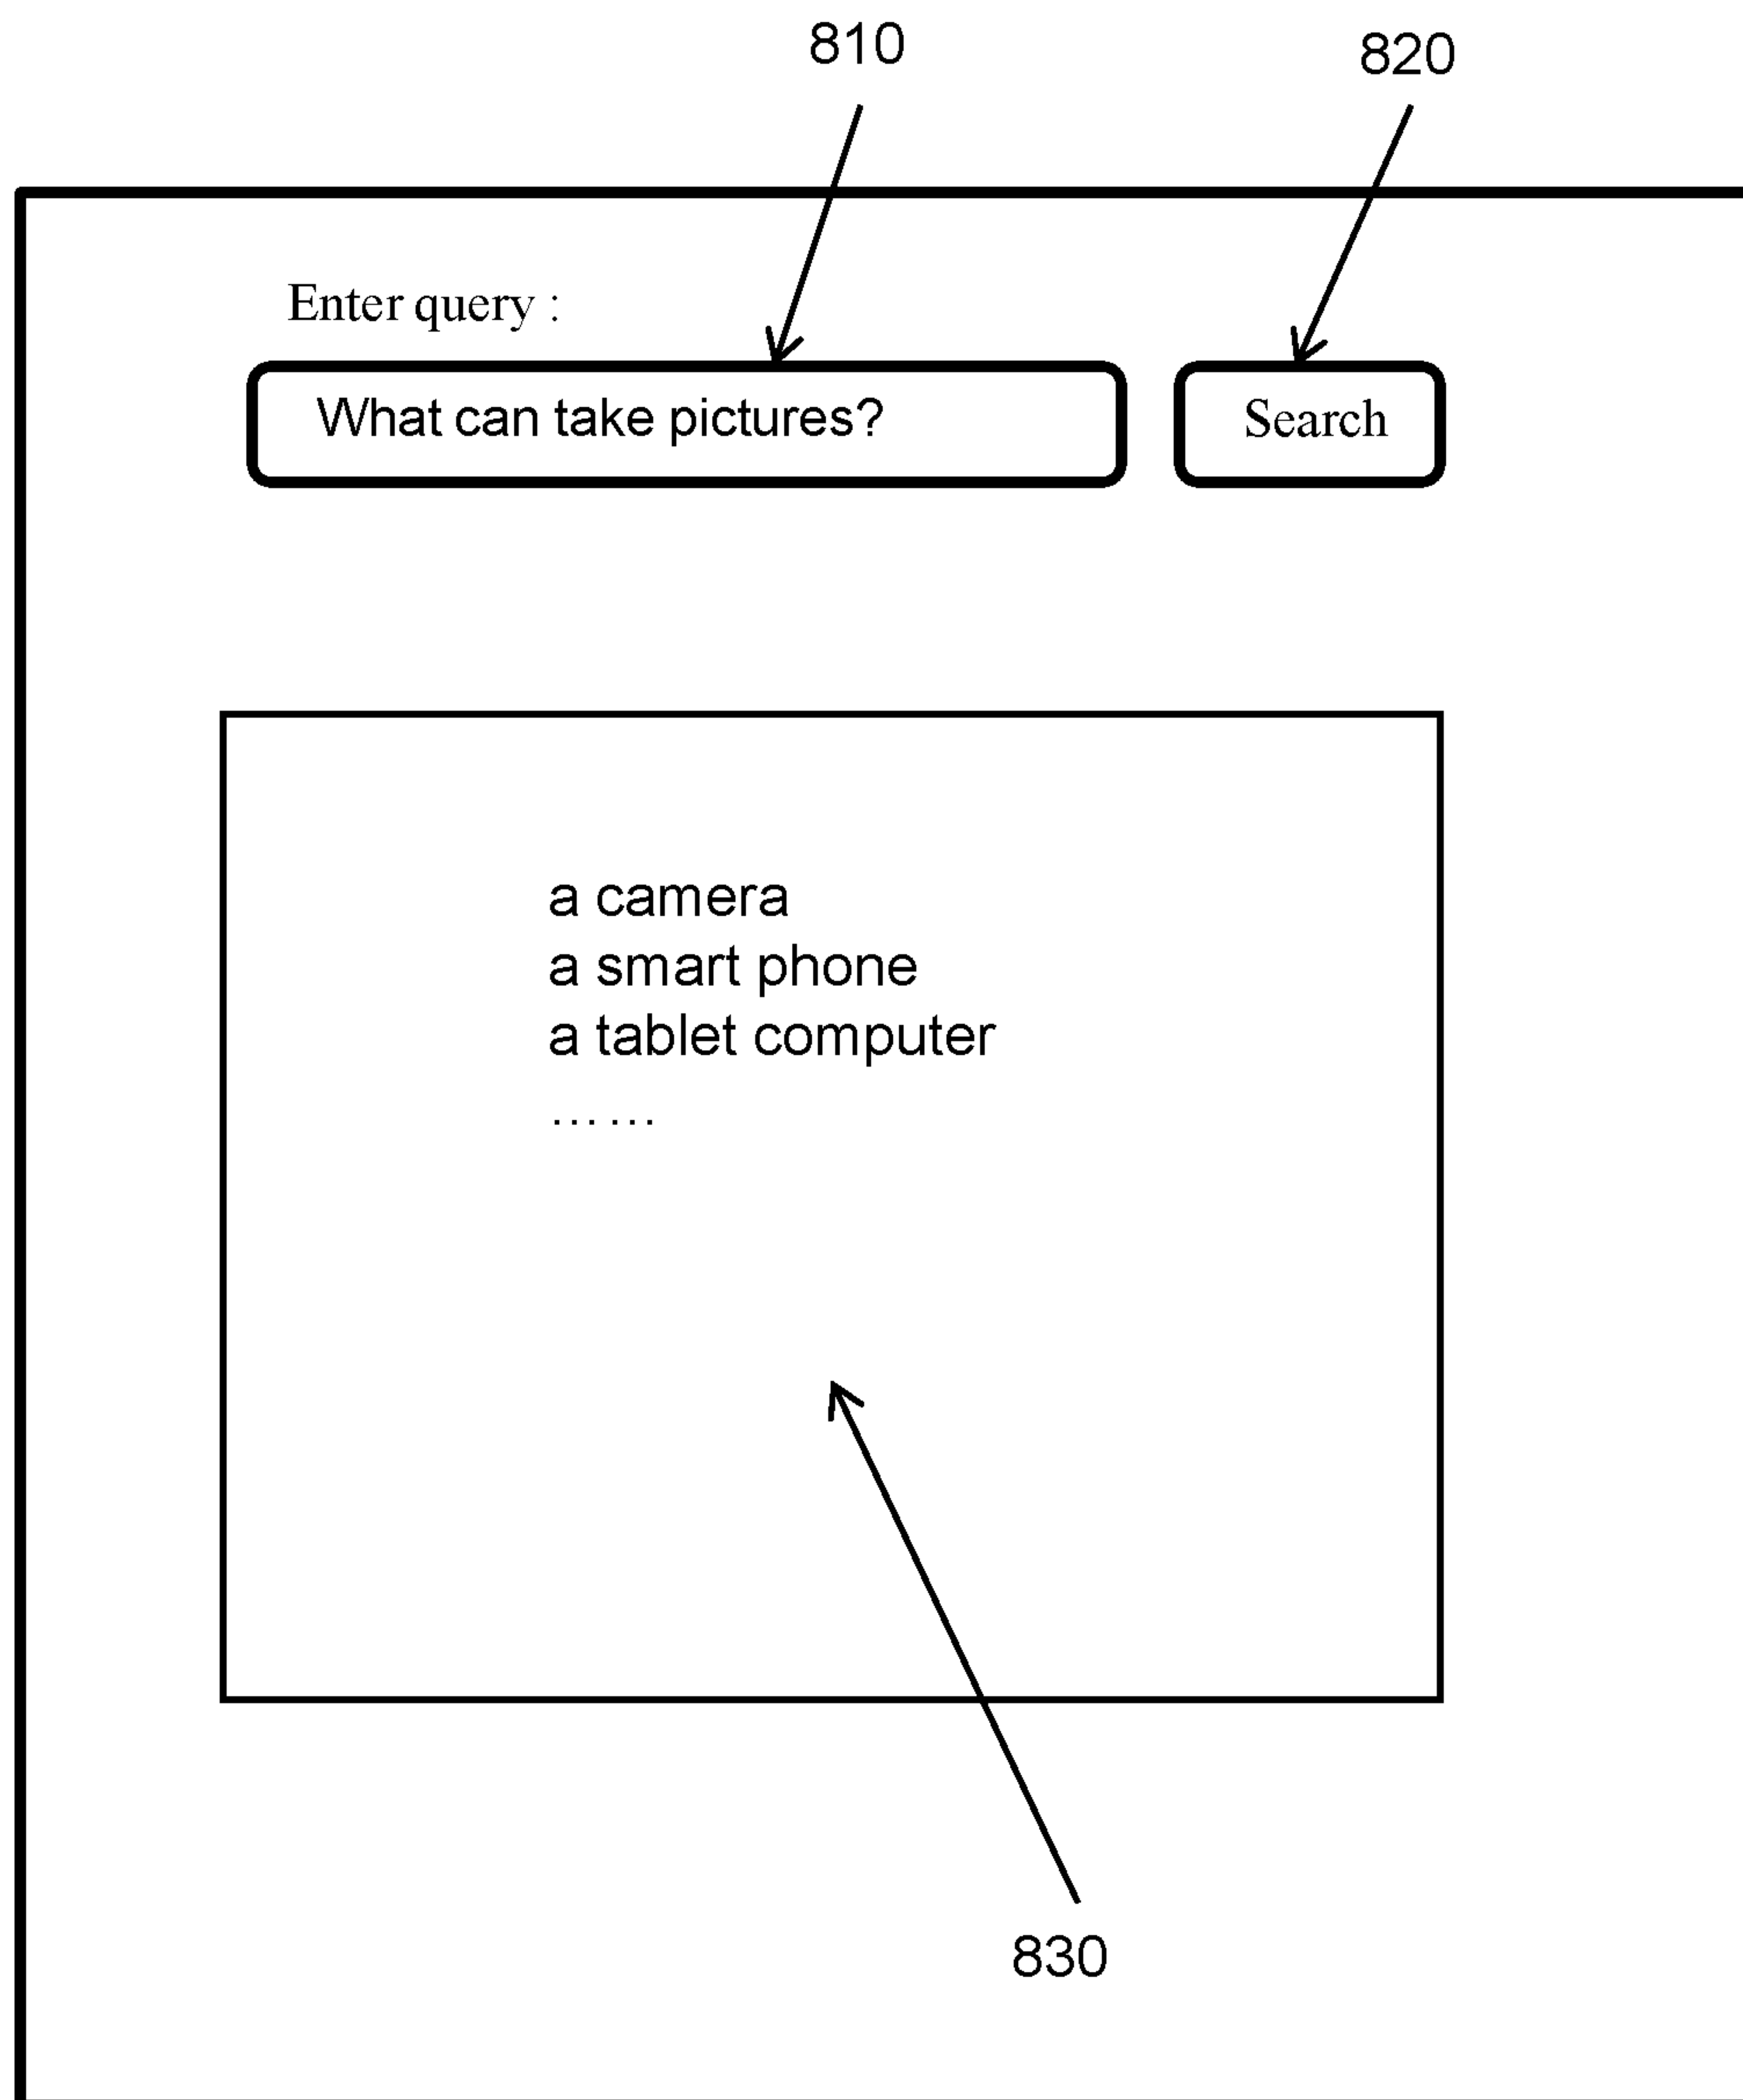 810
820
Enter query :
What can take pictures?
Search
a camera
a smart phone
a tablet computer
……
830